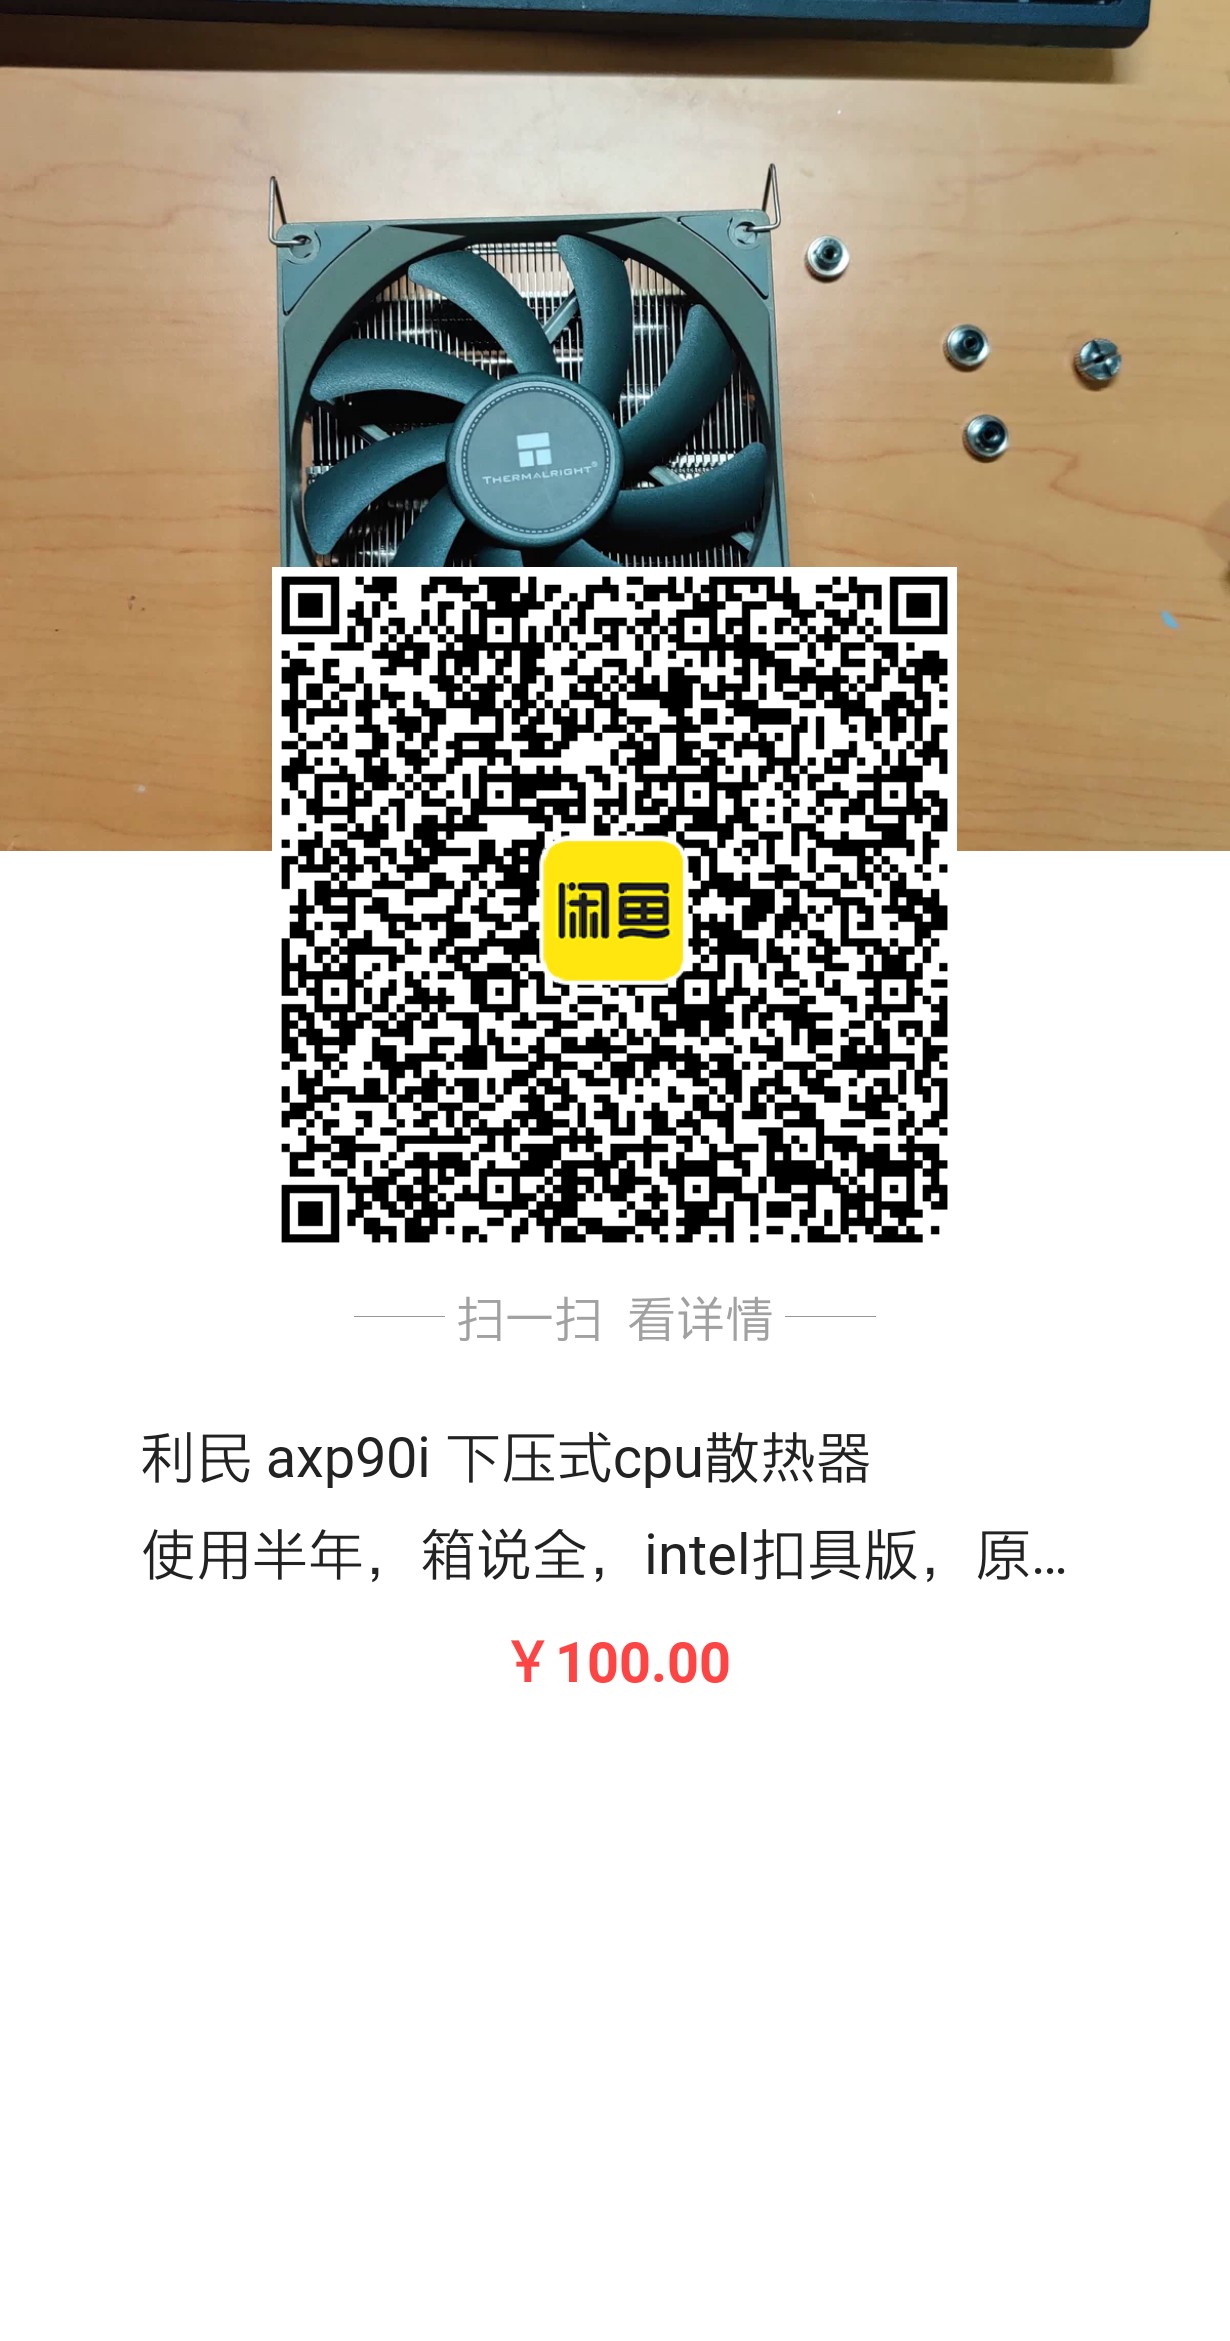 THERMALRIGHT®
闲鱼
扫一扫 看详情
利民 axp90i 下压式cpu散热器
使用半年，箱说全，intel扣具版，原...
￥100.00